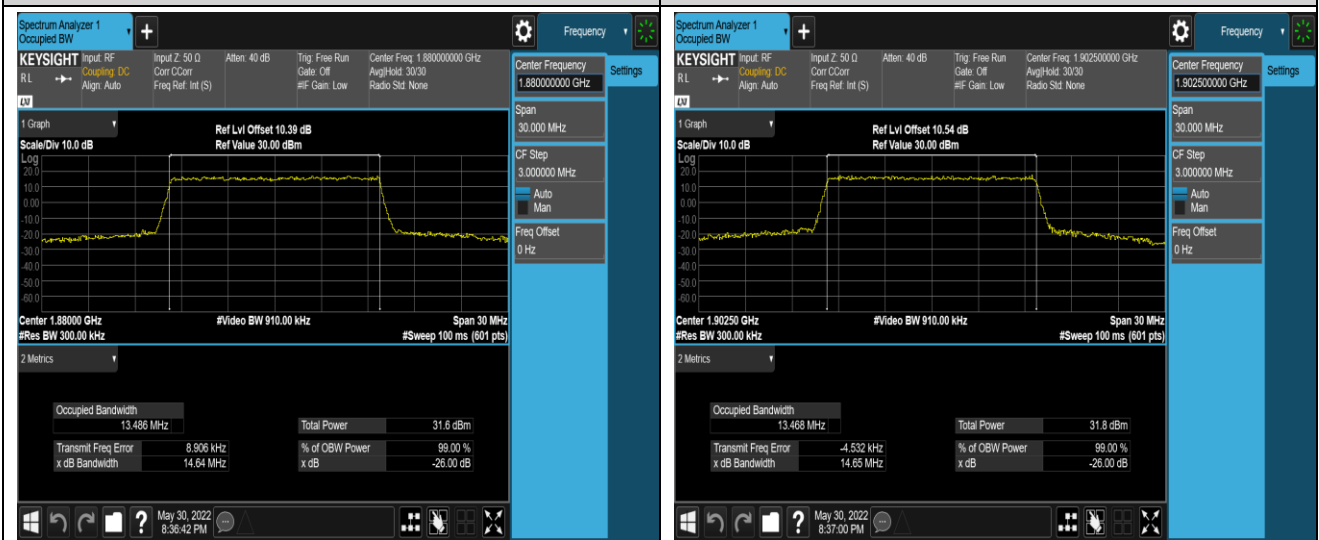 Spectrum Analyzer 1
Occupied BW
+
Frequency
KEYSIGHT Input: RF Input Z: 50 Ω Atten: 40 dB Trig: Free Run Center Freq: 1.880000000 GHz
RL Coupling: DC Corr CCorr Gate: Off Avg|Hold: 30/30
Align: Auto Freq Ref: Int (S) #IF Gain: Low Radio Std: None
LXI
Center Frequency
1.880000000 GHz
Settings
Span
30.000 MHz
CF Step
3.000000 MHz
Auto
Man
Freq Offset
0 Hz
1 Graph
Ref Lvl Offset 10.39 dB
Scale/Div 10.0 dB Ref Value 30.00 dBm
Log
20.0
10.0
0.00
-10.0
-20.0
-30.0
-40.0
-50.0
-60.0
Center 1.88000 GHz #Video BW 910.00 kHz Span 30 MHz
#Res BW 300.00 kHz #Sweep 100 ms (601 pts)
2 Metrics
Occupied Bandwidth
13.486 MHz Total Power 31.6 dBm
Transmit Freq Error 8.906 kHz % of OBW Power 99.00 %
x dB Bandwidth 14.64 MHz x dB -26.00 dB
? May 30, 2022
8:36:42 PM
Spectrum Analyzer 1
Occupied BW
+
Frequency
KEYSIGHT Input: RF Input Z: 50 Ω Atten: 40 dB Trig: Free Run Center Freq: 1.902500000 GHz
RL Coupling: DC Corr CCorr Gate: Off Avg|Hold: 30/30
Align: Auto Freq Ref: Int (S) #IF Gain: Low Radio Std: None
LXI
Center Frequency
1.902500000 GHz
Settings
Span
30.000 MHz
CF Step
3.000000 MHz
Auto
Man
Freq Offset
0 Hz
1 Graph
Ref Lvl Offset 10.54 dB
Scale/Div 10.0 dB Ref Value 30.00 dBm
Log
20.0
10.0
0.00
-10.0
-20.0
-30.0
-40.0
-50.0
-60.0
Center 1.90250 GHz #Video BW 910.00 kHz Span 30 MHz
#Res BW 300.00 kHz #Sweep 100 ms (601 pts)
2 Metrics
Occupied Bandwidth
13.468 MHz Total Power 31.8 dBm
Transmit Freq Error -4.532 kHz % of OBW Power 99.00 %
x dB Bandwidth 14.65 MHz x dB -26.00 dB
? May 30, 2022
8:37:00 PM